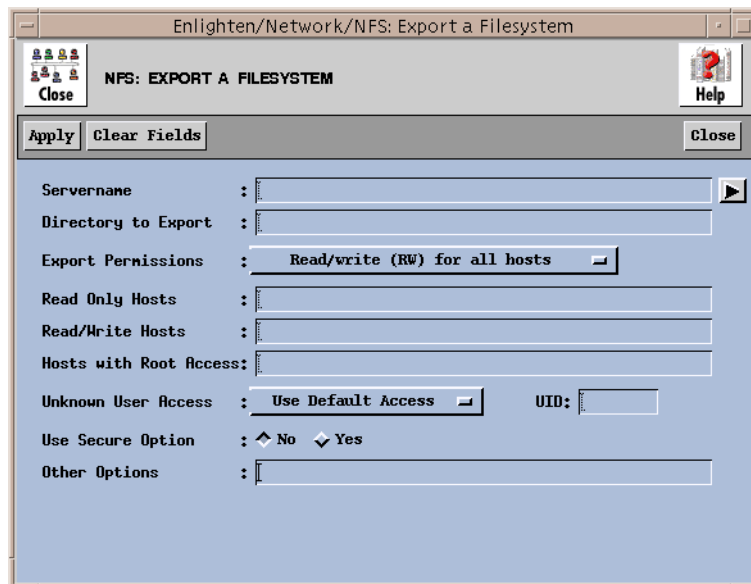 Enlighten/Network/NFS: Export a Filesystem
Close
NFS: EXPORT A FILESYSTEM
Help
Apply Clear Fields Close
Servername :
Directory to Export :
Export Permissions : Read/write (RW) for all hosts
Read Only Hosts :
Read/Write Hosts :
Hosts with Root Access:
Unknown User Access : Use Default Access UID:
Use Secure Option : No Yes
Other Options :